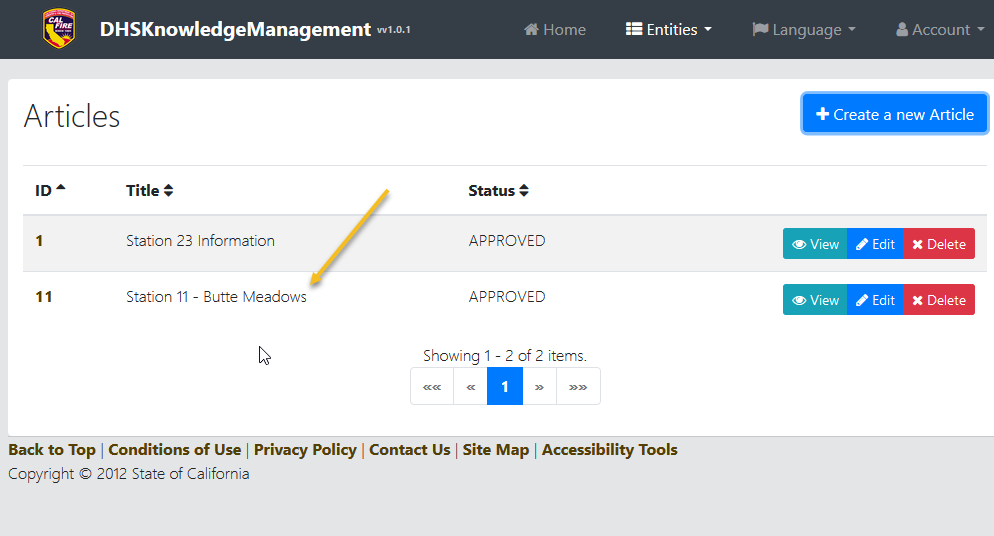 CAL FIRE DHSKnowledgeManagement vv1.0.1 Home Entities Language Account
Articles Create a new Article
ID Title Status
1 Station 23 Information APPROVED View Edit Delete
11 Station 11 - Butte Meadows APPROVED View Edit Delete
Showing 1 - 2 of 2 items.
«« « 1 » »»
Back to Top | Conditions of Use | Privacy Policy | Contact Us | Site Map | Accessibility Tools
Copyright © 2012 State of California